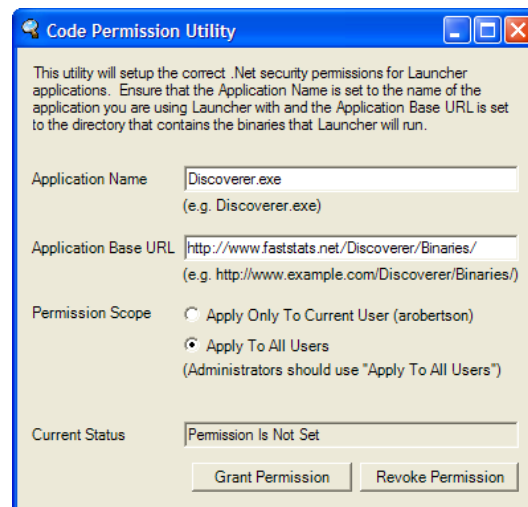 Code Permission Utility
This utility will setup the correct .Net security permissions for Launcher
applications. Ensure that the Application Name is set to the name of the
application you are using Launcher with and the Application Base URL is set
to the directory that contains the binaries that Launcher will run.
Application Name
Discoverer.exe
(e.g. Discoverer.exe)
Application Base URL
http://www.faststats.net/Discoverer/Binaries/
(e.g. http://www.example.com/Discoverer/Binaries/)
Permission Scope
Apply Only To Current User (arobertson)
Apply To All Users
(Administrators should use "Apply To All Users")
Current Status
Permission Is Not Set
Grant Permission
Revoke Permission